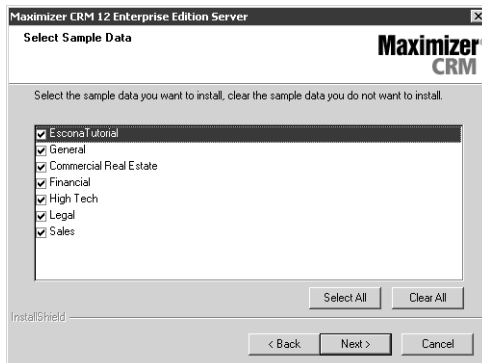 Maximizer CRM 12 Enterprise Edition Server
Select Sample Data
Maximizer
CRM
Select the sample data you want to install, clear the sample data you do not want to install.
EsconaTutorial
General
Commercial Real Estate
Financial
High Tech
Legal
Sales
Select All Clear All
InstallShield
< Back Next > Cancel